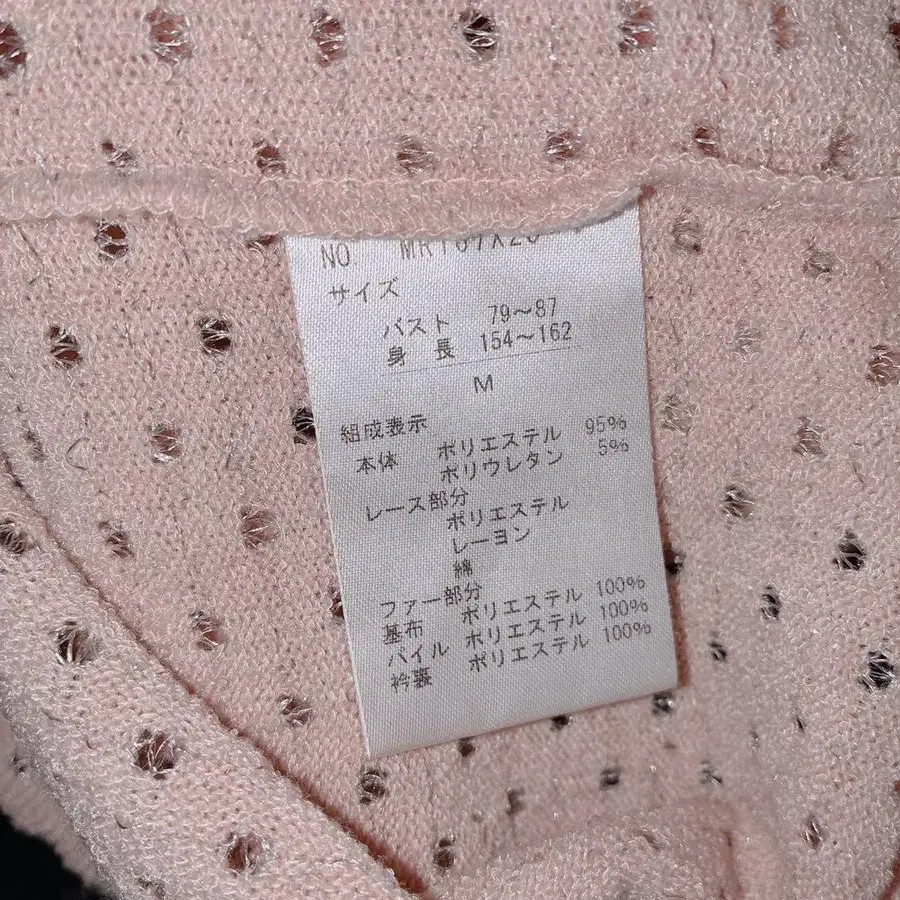 NO.
サイズ
バスト 79〜87
身長 154〜162
M
組成表示
本体 ポリエステル 95%
ポリウレタン 5%
レース部分
ポリエステル
レーヨン
綿
ファー部分
基布 ポリエステル 100%
パイル ポリエステル 100%
衿裏 ポリエステル 100%